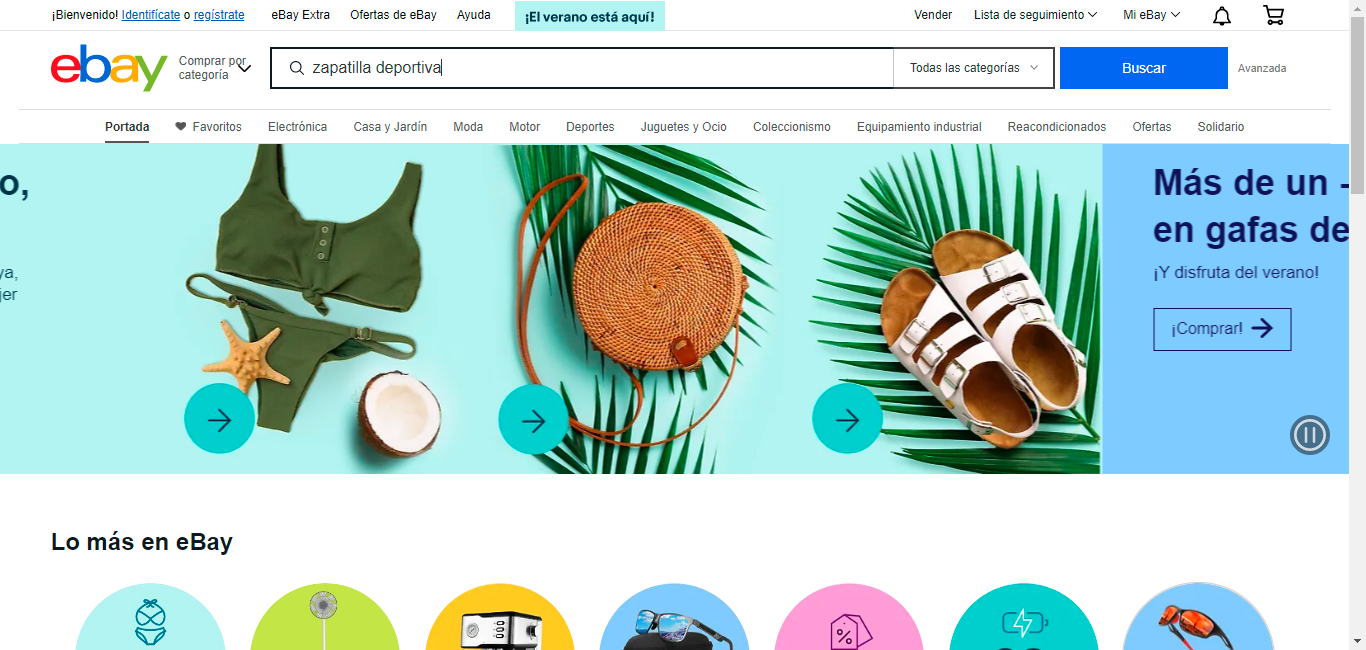 ¡Bienvenido! Identifícate o regístrate eBay Extra Ofertas de eBay Ayuda ¡El verano está aquí! Vender Lista de seguimiento Mi eBay
ebay Comprar por categoría zapatilla deportiva Todas las categorías Buscar Avanzada
Portada Favoritos Electrónica Casa y Jardín Moda Motor Deportes Juguetes y Ocio Coleccionismo Equipamiento industrial Reacondicionados Ofertas Solidario
o,
ya,
jer
Más de un -
en gafas de
¡Y disfruta del verano!
¡Comprar!
Lo más en eBay
%